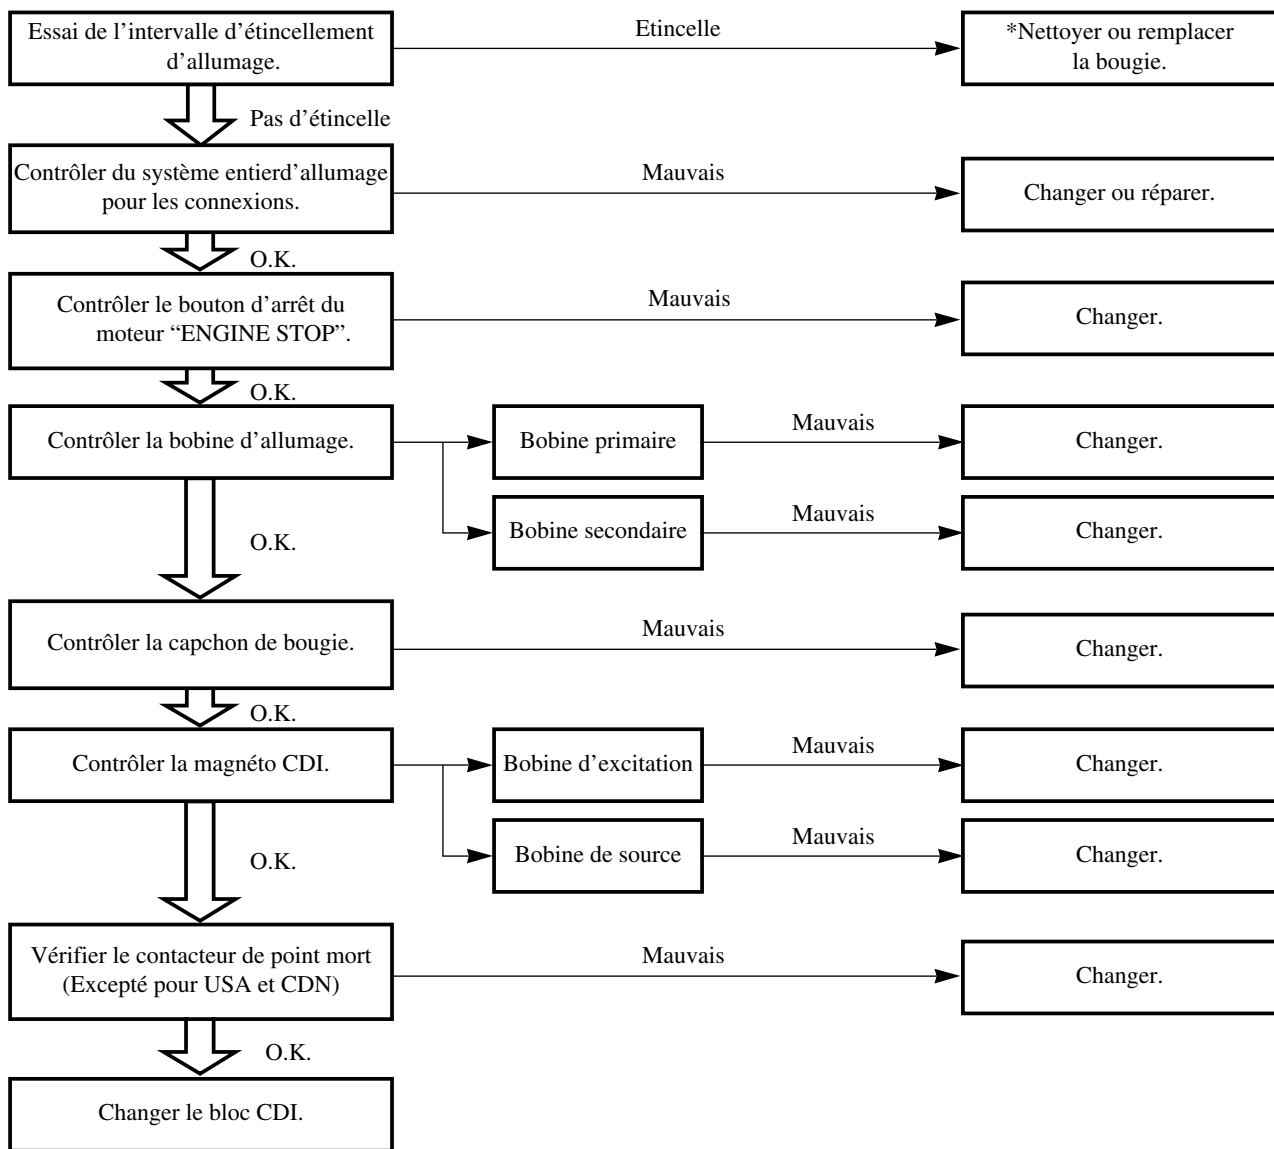 Essai de l’intervalle d’étincellement
d’allumage.
Etincelle
*Nettoyer ou remplacer
la bougie.
Pas d’étincelle
Contrôler du système entierd’allumage
pour les connexions.
Mauvais
Changer ou réparer.
O.K.
Contrôler le bouton d’arrêt du
moteur “ENGINE STOP”.
Mauvais
Changer.
O.K.
Contrôler la bobine d’allumage.
Bobine primaire
Mauvais
Changer.
Bobine secondaire
Mauvais
Changer.
O.K.
Contrôler la capchon de bougie.
Mauvais
Changer.
O.K.
Contrôler la magnéto CDI.
Bobine d’excitation
Mauvais
Changer.
Bobine de source
Mauvais
Changer.
O.K.
Vérifier le contacteur de point mort
(Excepté pour USA et CDN)
Mauvais
Changer.
O.K.
Changer le bloc CDI.